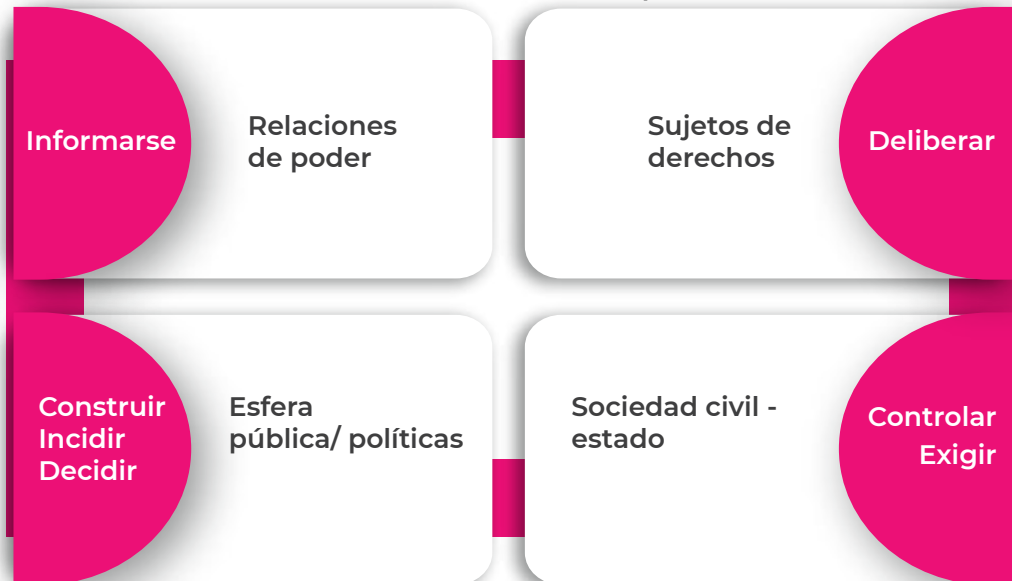 Informarse
Relaciones
de poder
Sujetos de
derechos
Deliberar
Construir
Incidir
Decidir
Esfera
pública/ políticas
Sociedad civil -
estado
Controlar
Exigir